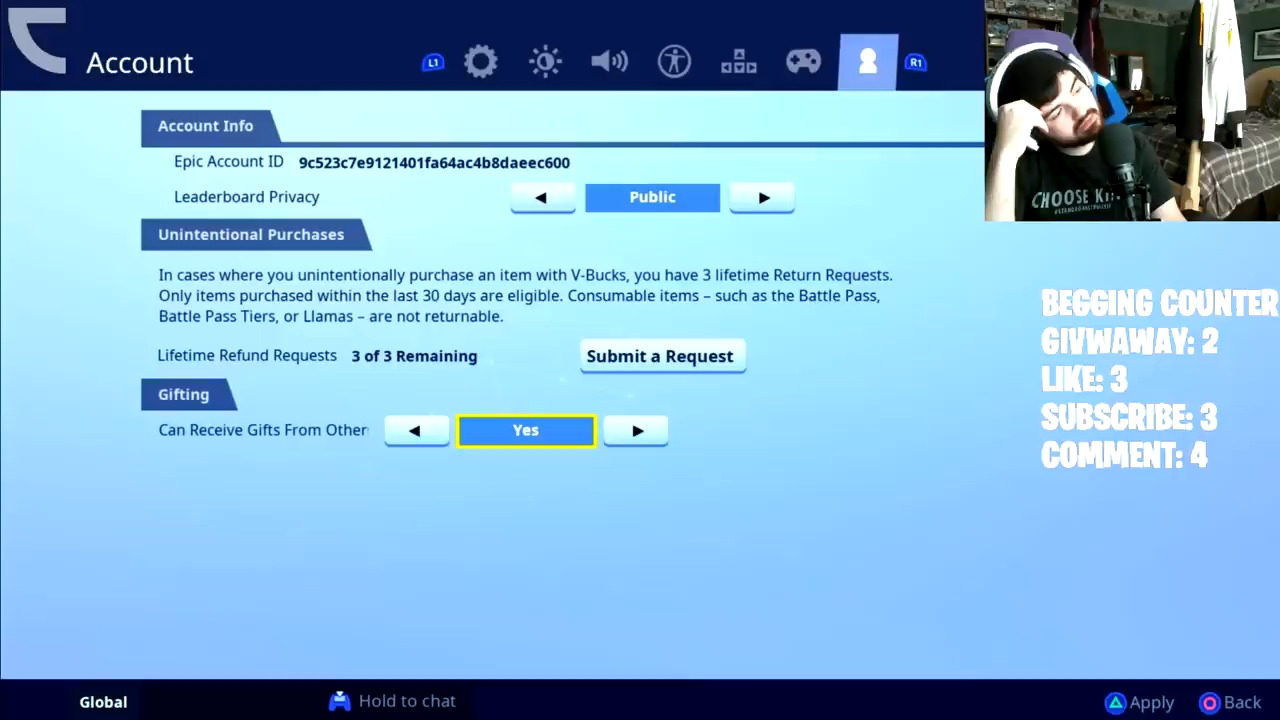 Account
L1
R1
Account Info
Epic Account ID 9c523c7e9121401fa64ac4b8daeec600
Leaderboard Privacy
Public
Unintentional Purchases
In cases where you unintentionally purchase an item with V-Bucks, you have 3 lifetime Return Requests.
Only items purchased within the last 30 days are eligible. Consumable items – such as the Battle Pass,
Battle Pass Tiers, or Llamas – are not returnable.
Lifetime Refund Requests 3 of 3 Remaining
Submit a Request
Gifting
Can Receive Gifts From Other
Yes
CHOOSE
BEGGING COUNTER
GIVWAWAY: 2
LIKE: 3
SUBSCRIBE: 3
COMMENT: 4
Global
Hold to chat
Apply
Back